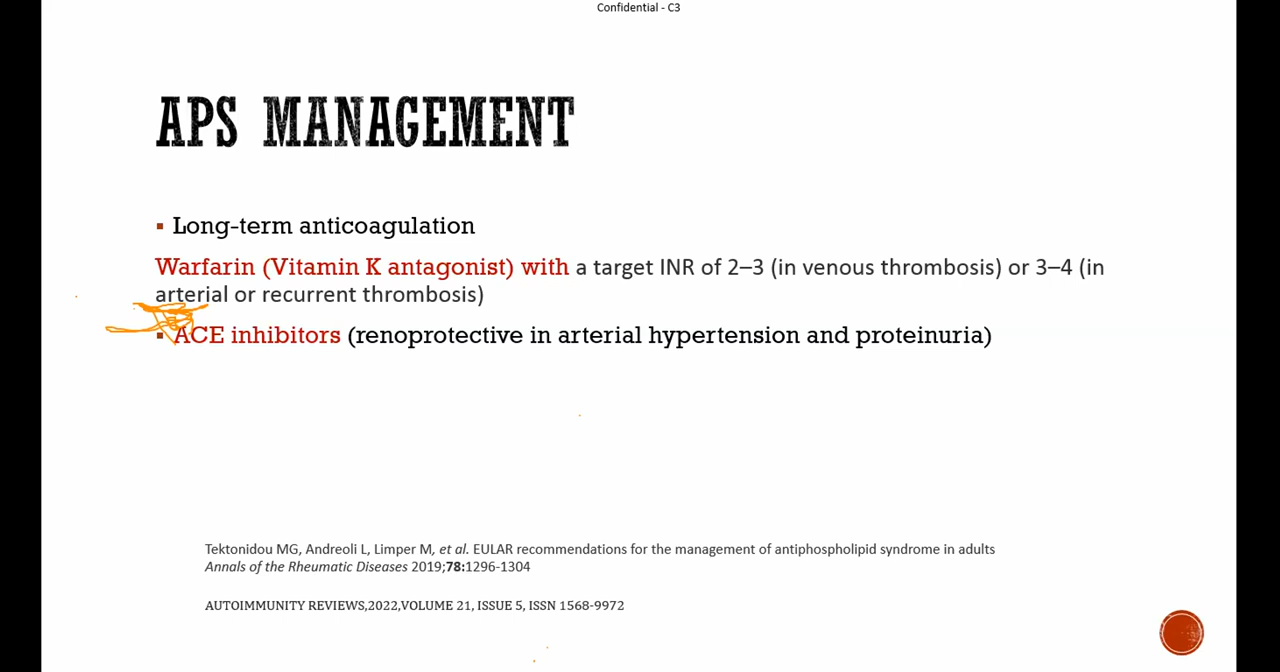 Confidential - C3
APS MANAGEMENT
▪ Long-term anticoagulation
Warfarin (Vitamin K antagonist) with a target INR of 2–3 (in venous thrombosis) or 3–4 (in
arterial or recurrent thrombosis)
▪ ACE inhibitors (renoprotective in arterial hypertension and proteinuria)
Tektonidou MG, Andreoli L, Limper M, et al. EULAR recommendations for the management of antiphospholipid syndrome in adults
Annals of the Rheumatic Diseases 2019;78:1296-1304
AUTOIMMUNITY REVIEWS,2022,VOLUME 21, ISSUE 5, ISSN 1568-9972